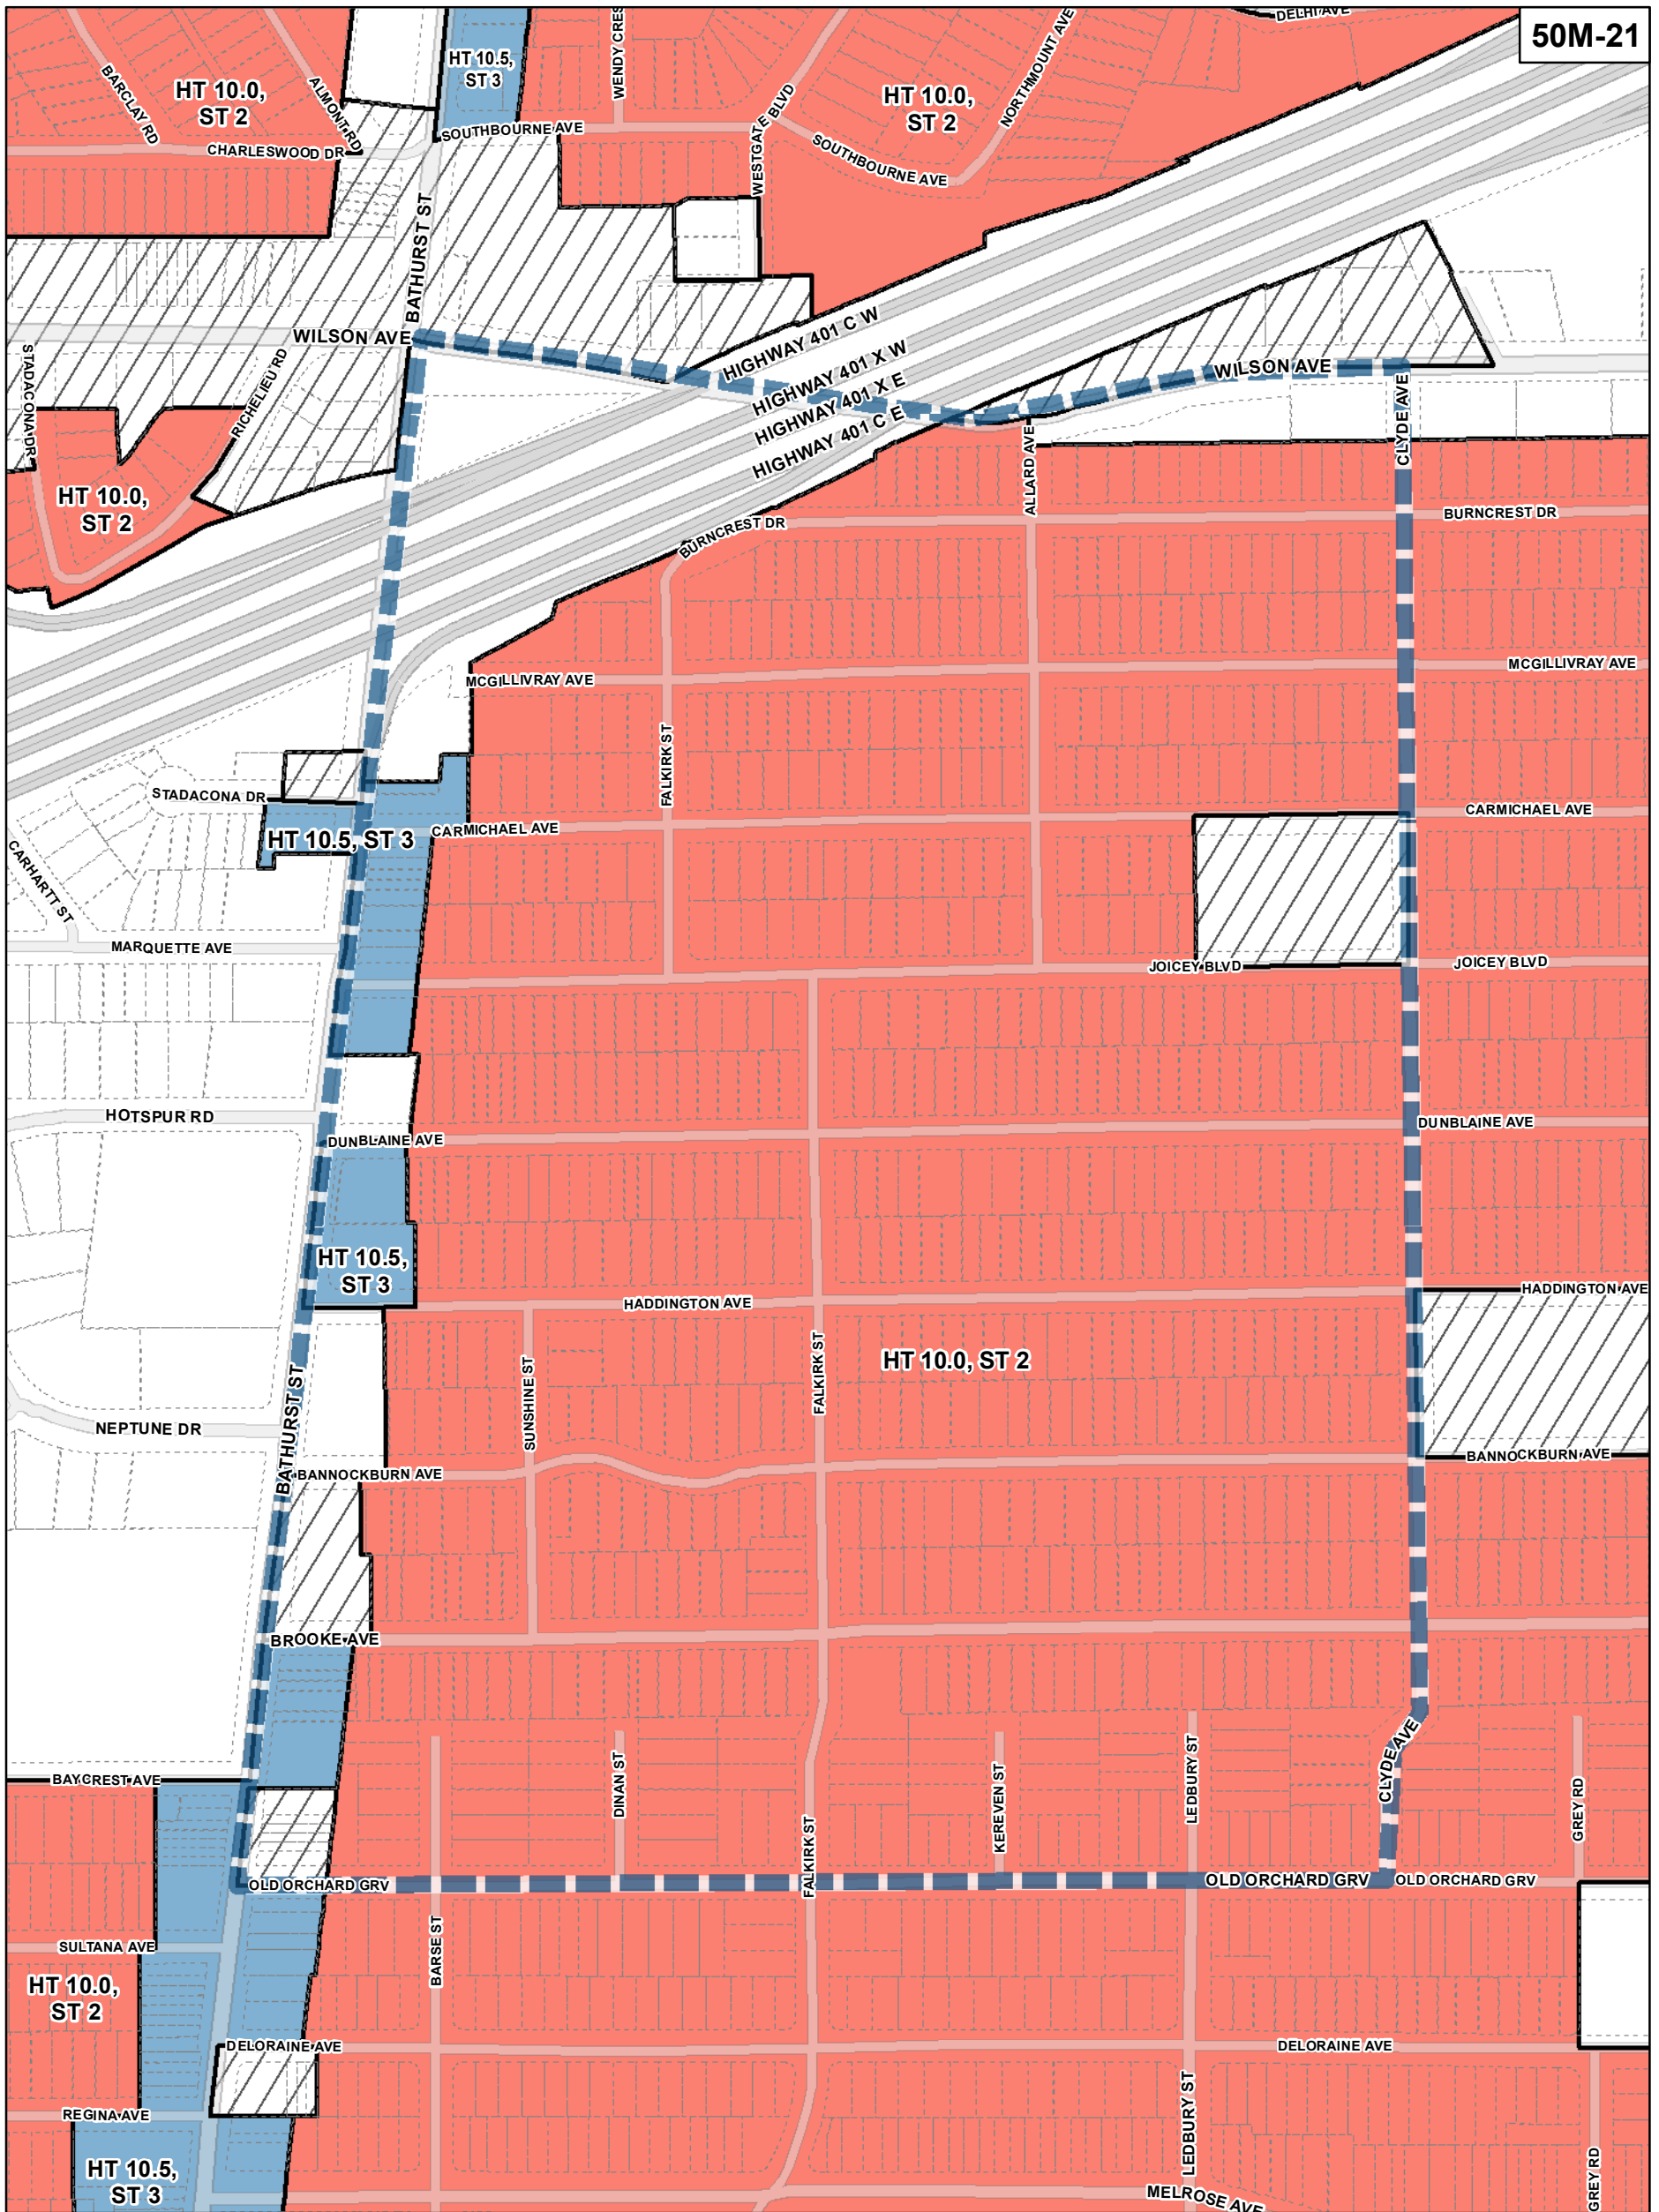 50M-21
DELHI AVE
HT 10.5,
ST 3
WENDY CRES
BARCLAY RD
HT 10.0,
ST 2
ALMONT RD
HT 10.0,
ST 2
NORTHMOUNT AVE
WESTGATE BLVD
SOUTHBOURNE AVE
CHARLESWOOD DR
SOUTHBOURNE AVE
BATHURST ST
WILSON AVE
HIGHWAY 401 C W
HIGHWAY 401 X W
HIGHWAY 401 X E
HIGHWAY 401 C E
WILSON AVE
STADACONA DR
RICHELIEU RD
CLYDE AVE
ALLARD AVE
HT 10.0,
ST 2
BURNCREST DR
BURNCREST DR
MCGILLIVRAY AVE
MCGILLIVRAY AVE
FALKIRK ST
STADACONA DR
HT 10.5, ST 3
CARMICHAEL AVE
CARMICHAEL AVE
CARHARTT ST
MARQUETTE AVE
JOICEY BLVD
JOICEY BLVD
HOTSPUR RD
DUNBLAINE AVE
DUNBLAINE AVE
HT 10.5,
ST 3
HADDINGTON AVE
HADDINGTON AVE
SUNSHINE ST
FALKIRK ST
HT 10.0, ST 2
BATHURST ST
NEPTUNE DR
BANNOCKBURN AVE
BANNOCKBURN AVE
BROOKE AVE
CLYDE AVE
BAYCREST AVE
DINAN ST
KEREVEN ST
LEDBURY ST
GREY RD
FALKIRK ST
OLD ORCHARD GRV
OLD ORCHARD GRV
OLD ORCHARD GRV
SULTANA AVE
BARSE ST
HT 10.0,
ST 2
DELORAINE AVE
DELORAINE AVE
REGINA AVE
LEDBURY ST
GREY RD
HT 10.5,
ST 3
MELROSE AVE